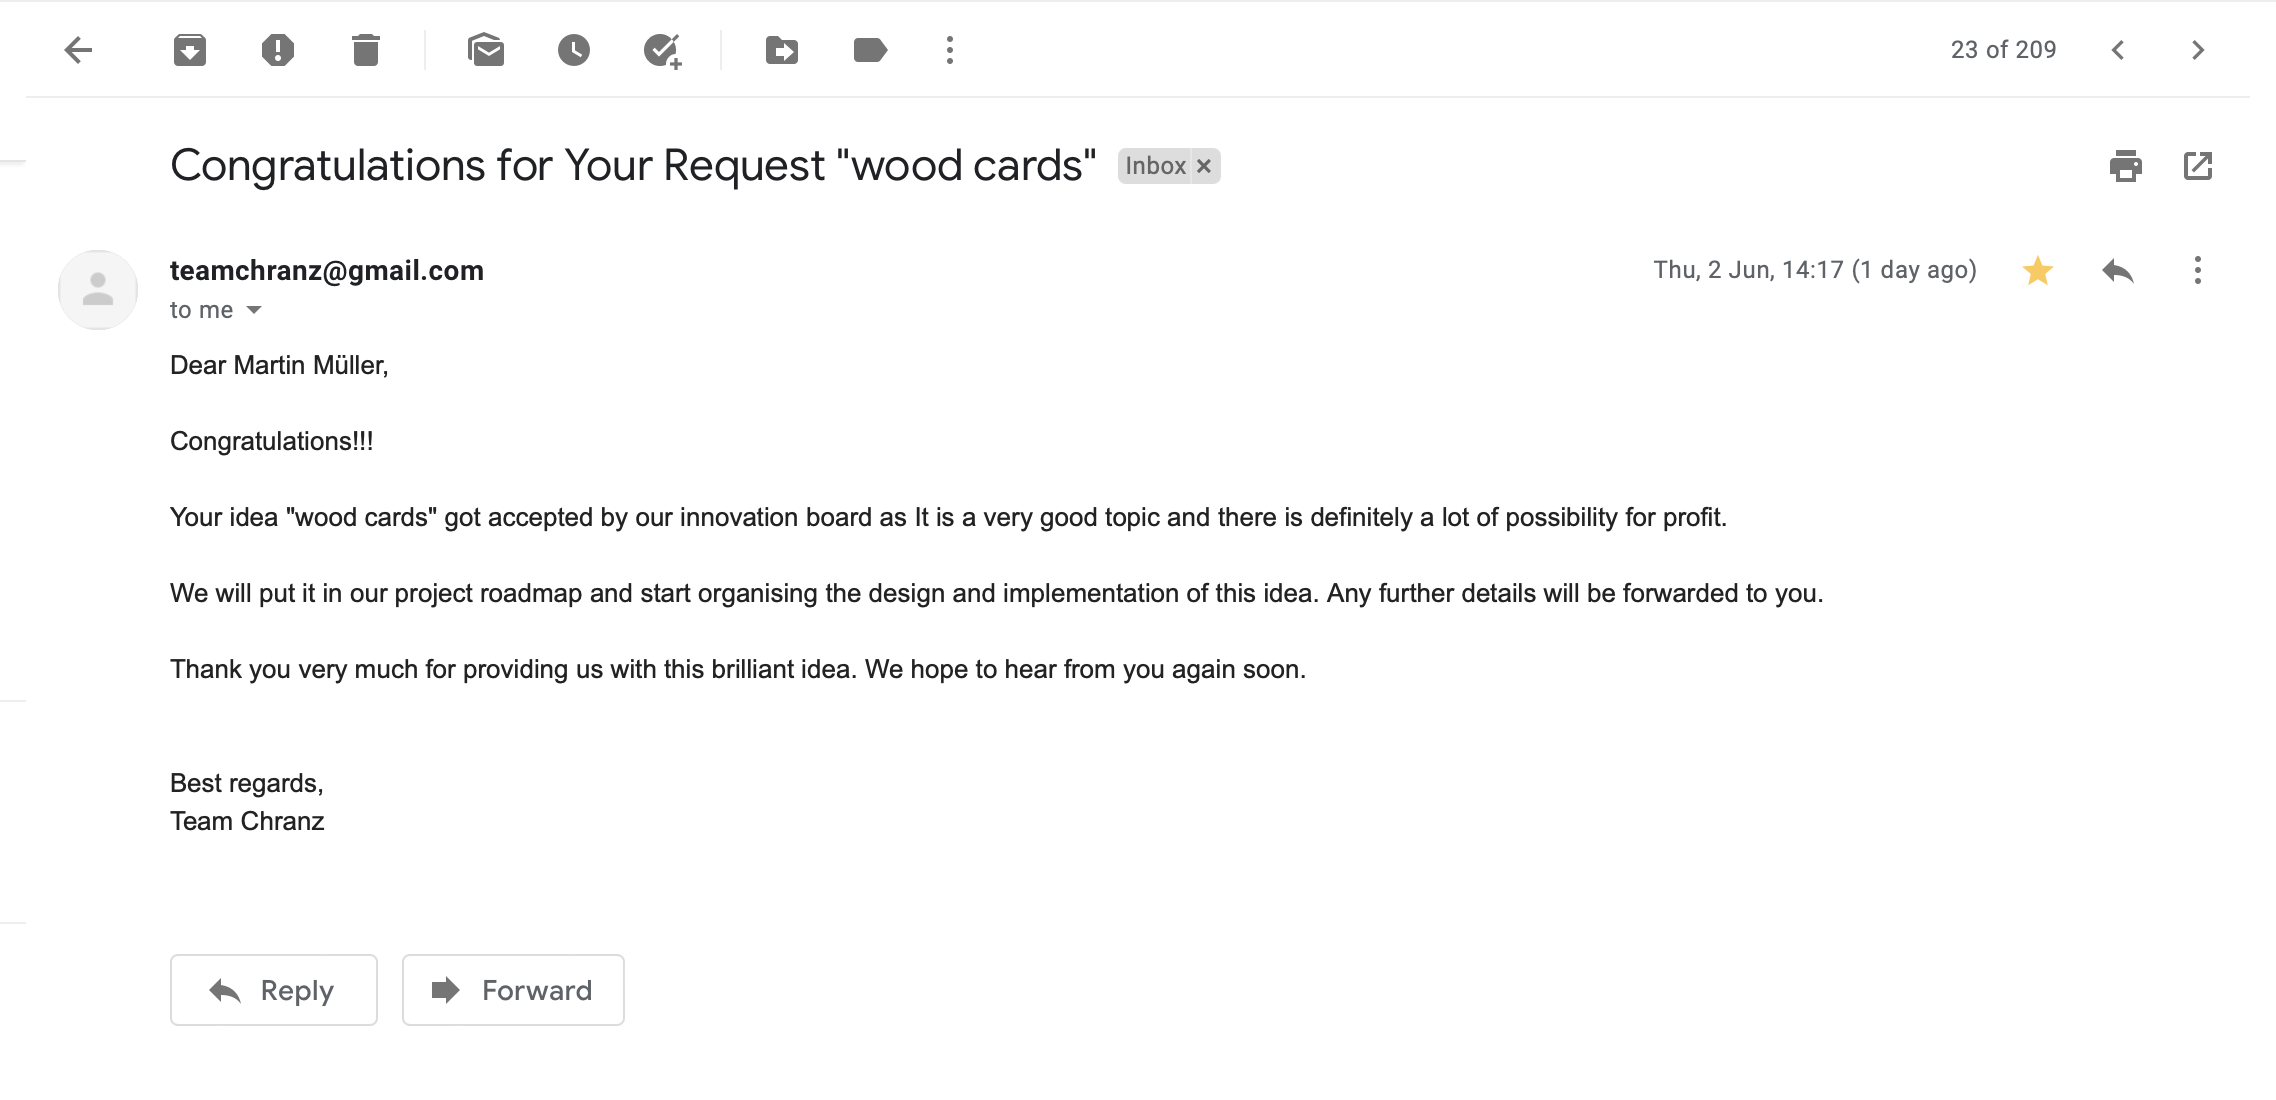 23 of 209
Congratulations for Your Request "wood cards" Inbox ×
teamchranz@gmail.com Thu, 2 Jun, 14:17 (1 day ago)
to me
Dear Martin Müller,
Congratulations!!!
Your idea "wood cards" got accepted by our innovation board as It is a very good topic and there is definitely a lot of possibility for profit.
We will put it in our project roadmap and start organising the design and implementation of this idea. Any further details will be forwarded to you.
Thank you very much for providing us with this brilliant idea. We hope to hear from you again soon.
Best regards,
Team Chranz
Reply Forward